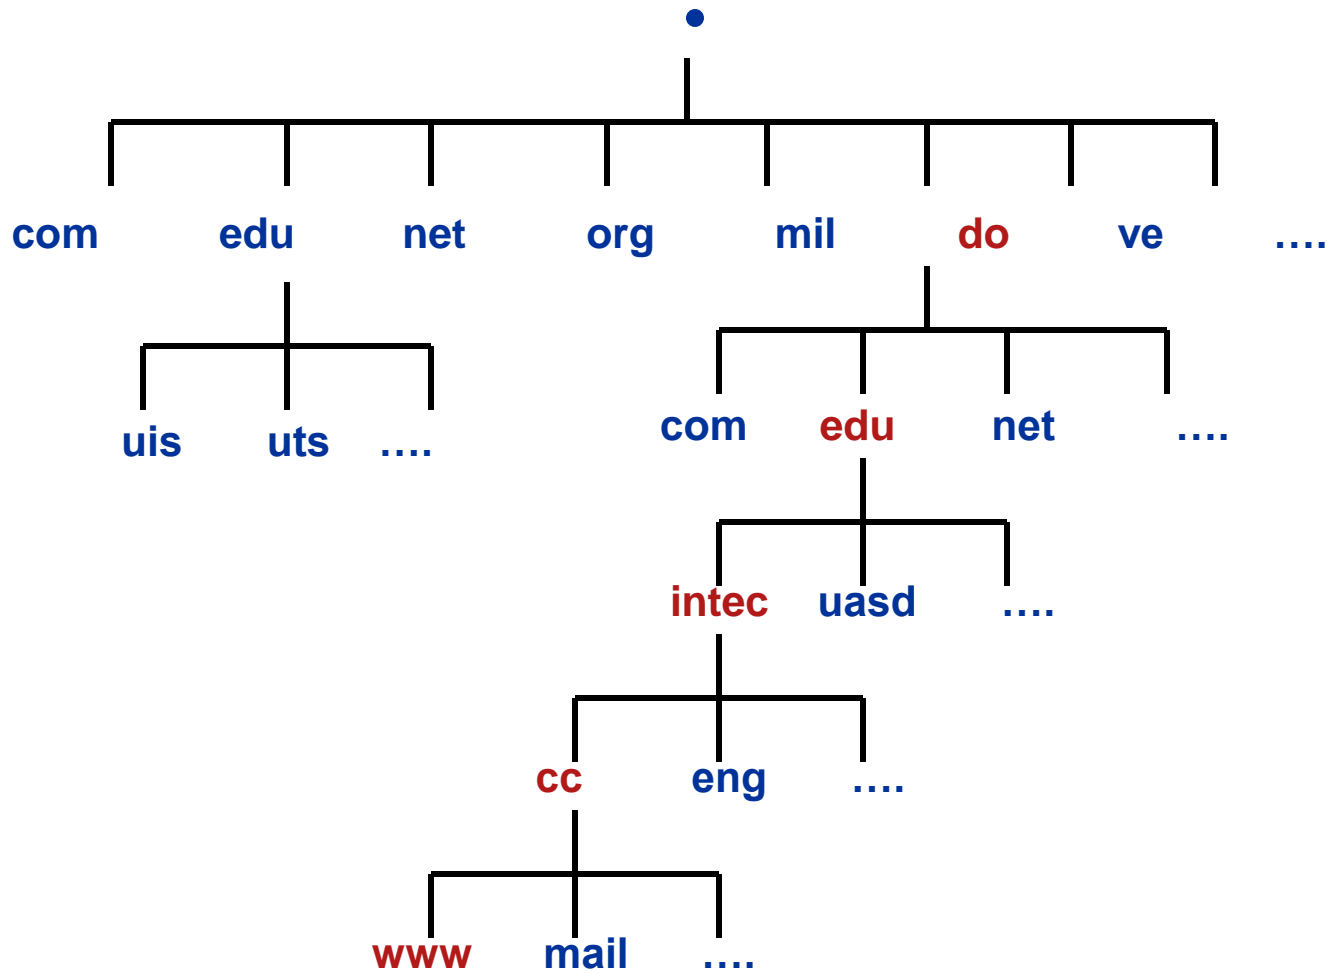 •
com edu net org mil do ve ....
uis uts .... com edu net ....
intec uasd ....
cc eng ....
www mail ....